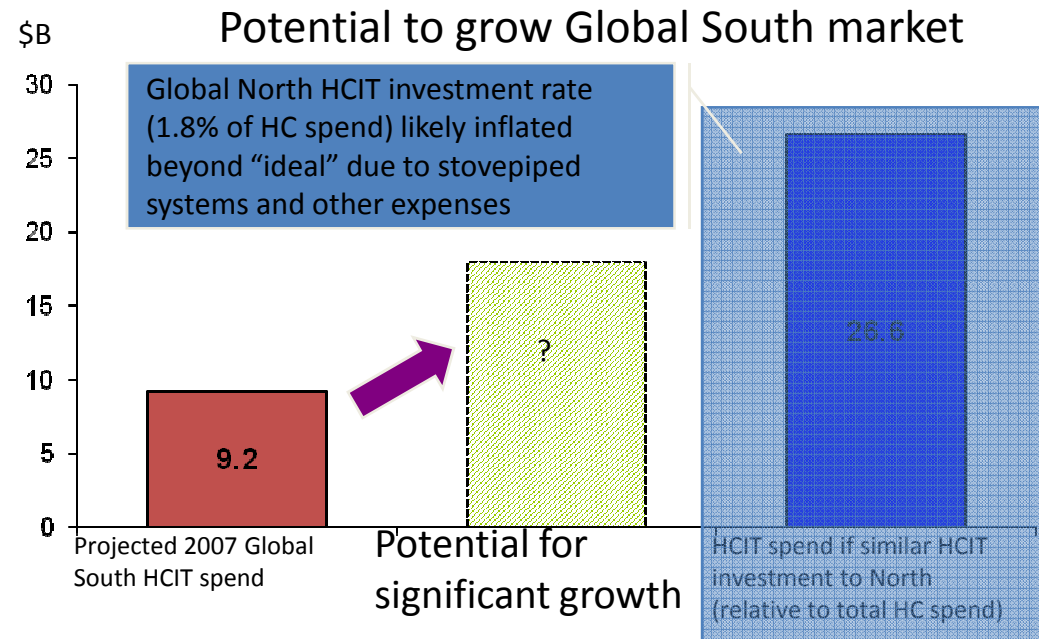 $B
Potential to grow Global South market
30
25
20
15
10
5
0
Global North HCIT investment rate
(1.8% of HC spend) likely inflated
beyond “ideal” due to stovepiped
systems and other expenses
9.2
?
26.6
Projected 2007 Global
South HCIT spend
Potential for
significant growth
HCIT spend if similar HCIT
investment to North
(relative to total HC spend)